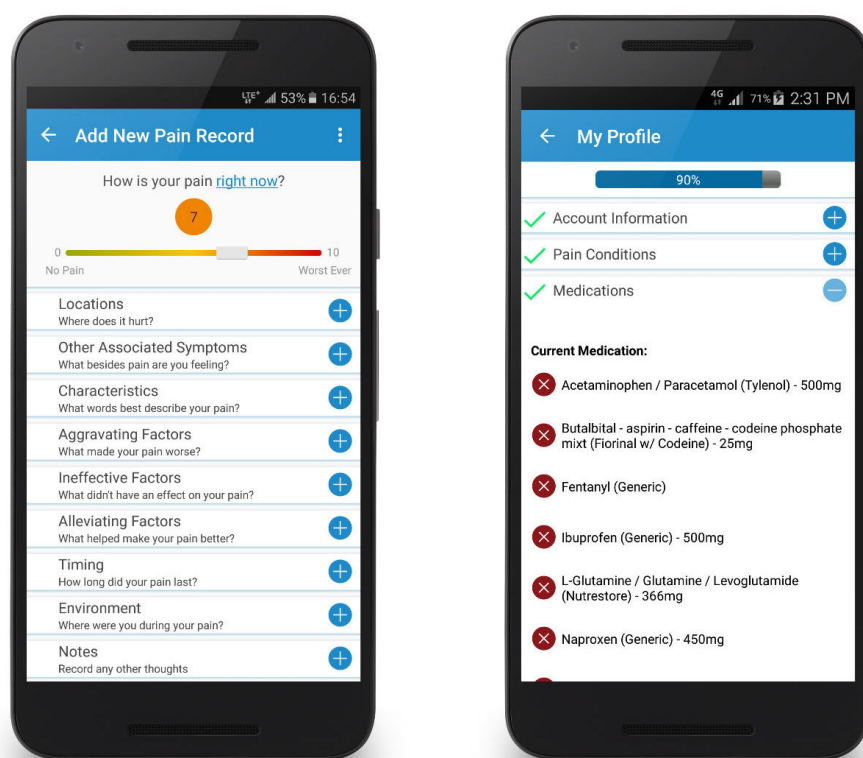 LTE+ 53% 16:54
Add New Pain Record
How is your pain right now?
7
0 10
No Pain Worst Ever
Locations
Where does it hurt?
Other Associated Symptoms
What besides pain are you feeling?
Characteristics
What words best describe your pain?
Aggravating Factors
What made your pain worse?
Ineffective Factors
What didn't have an effect on your pain?
Alleviating Factors
What helped make your pain better?
Timing
How long did your pain last?
Environment
Where were you during your pain?
Notes
Record any other thoughts
4G 71% 2:31 PM
My Profile
90%
Account Information
Pain Conditions
Medications
Current Medication:
Acetaminophen / Paracetamol (Tylenol) - 500mg
Butalbital - aspirin - caffeine - codeine phosphate
mixt (Fiorinal w/ Codeine) - 25mg
Fentanyl (Generic)
Ibuprofen (Generic) - 500mg
L-Glutamine / Glutamine / Levoglutamide
(Nutrestore) - 366mg
Naproxen (Generic) - 450mg